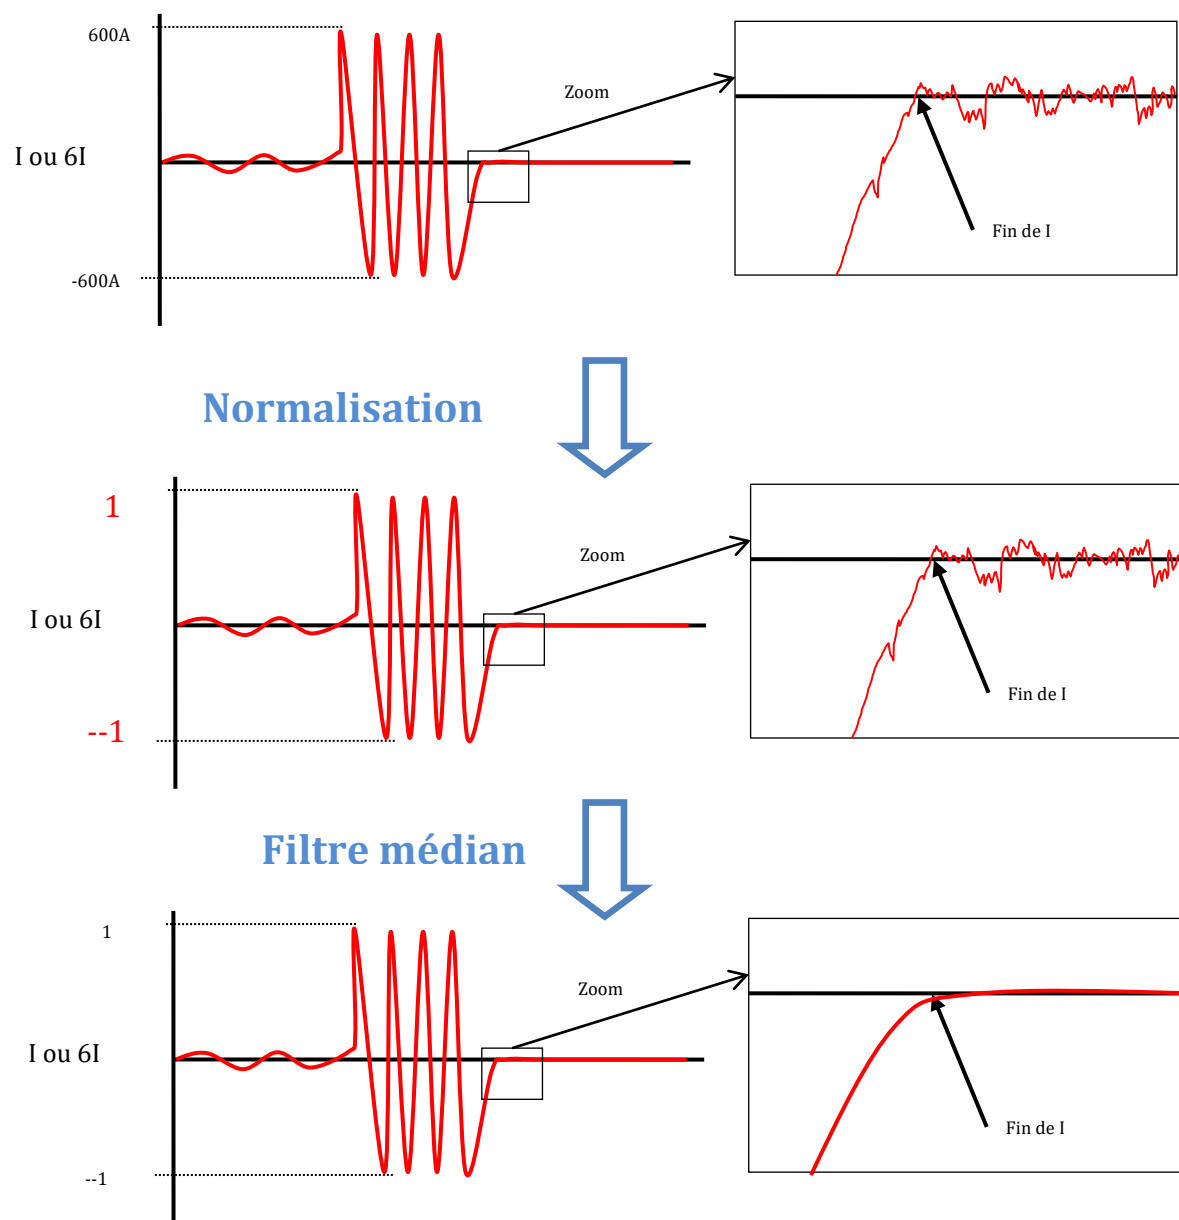 600A
Zoom
I ou 6I
Fin de I
-600A
Normalisation
1
Zoom
I ou 6I
Fin de I
--1
Filtre médian
1
Zoom
I ou 6I
Fin de I
--1